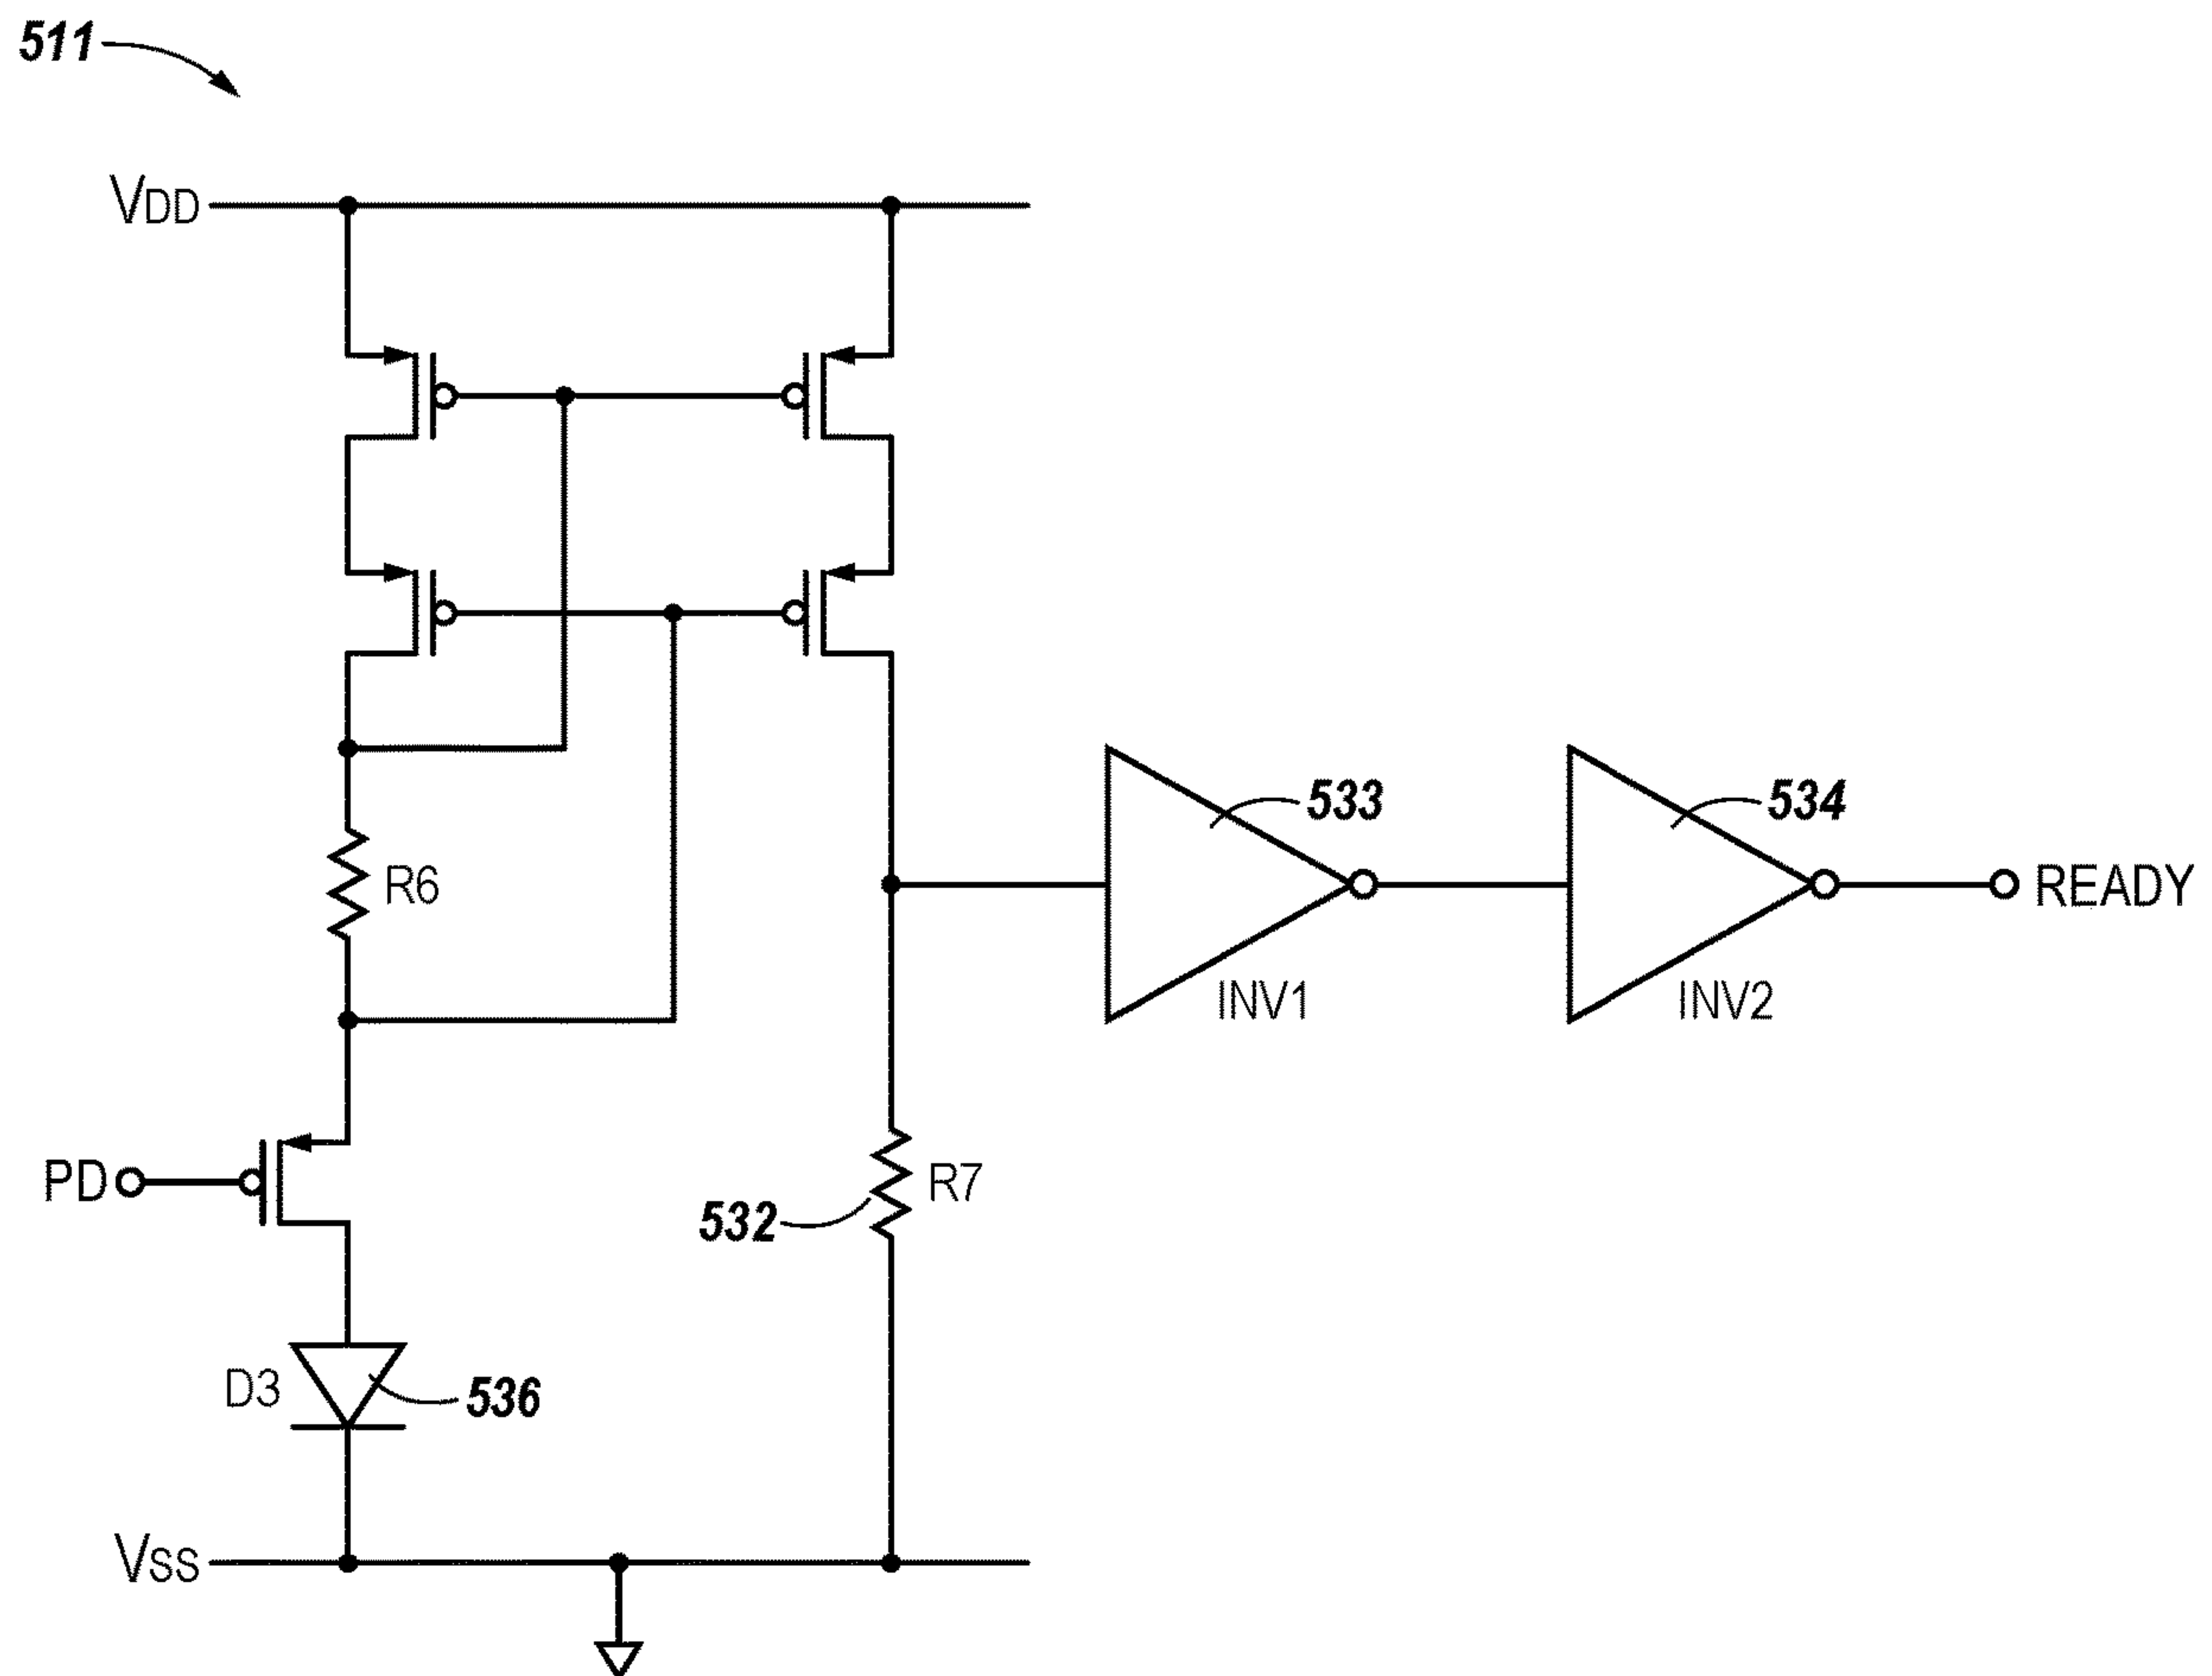 511
VDD
533
534
R6
READY
INV1
INV2
PD
R7
532
D3
536
VSS